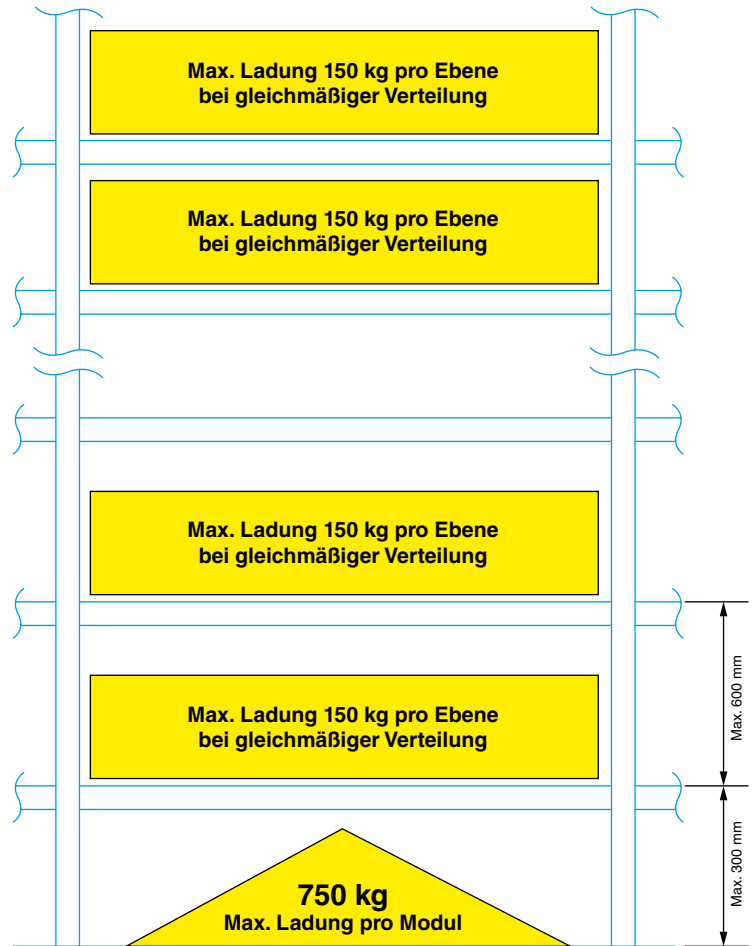 Max. Ladung 150 kg pro Ebene
bei gleichmäßiger Verteilung
Max. Ladung 150 kg pro Ebene
bei gleichmäßiger Verteilung
Max. Ladung 150 kg pro Ebene
bei gleichmäßiger Verteilung
Max. 600 mm
Max. Ladung 150 kg pro Ebene
bei gleichmäßiger Verteilung
Max. 300 mm
750 kg
Max. Ladung pro Modul